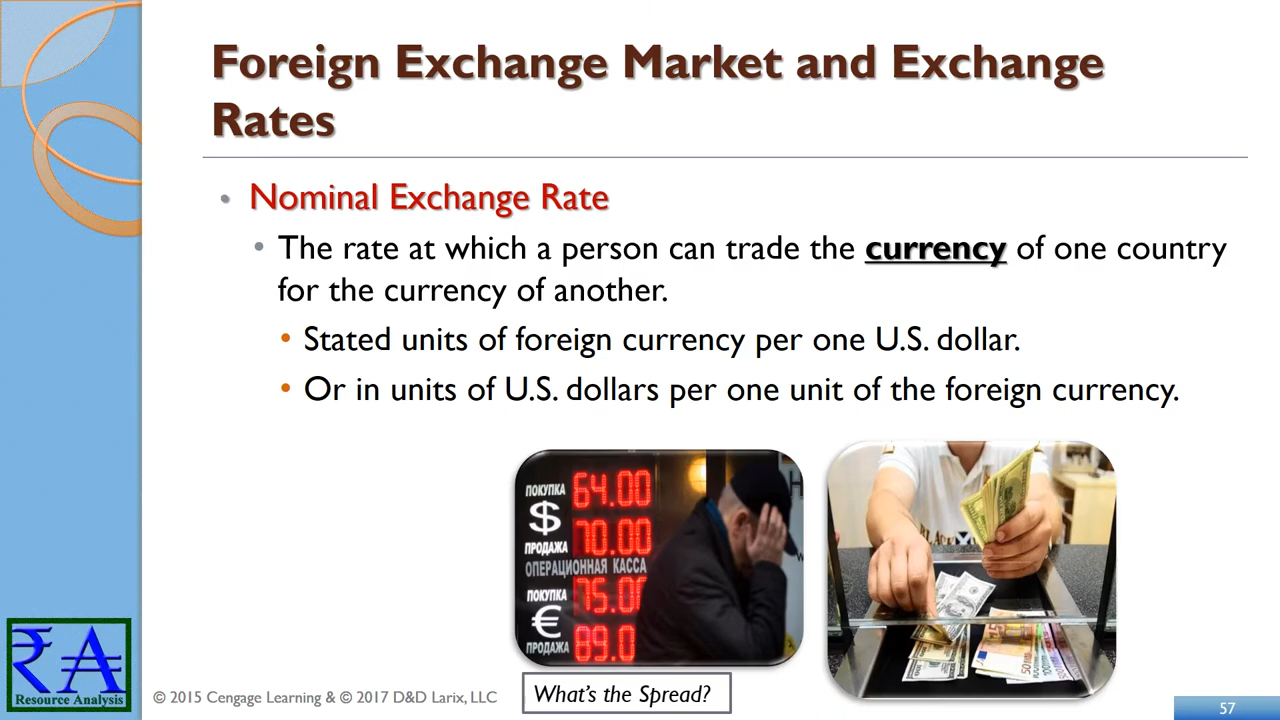 Foreign Exchange Market and Exchange
Rates
• Nominal Exchange Rate
• The rate at which a person can trade the currency of one country
for the currency of another.
• Stated units of foreign currency per one U.S. dollar.
• Or in units of U.S. dollars per one unit of the foreign currency.
ПОКУПКА 64.00
$
ПРОДАЖА 70.00
ОПЕРАЦИОННАЯ КАССА
ПОКУПКА 75.0
€
ПРОДАЖА 89.0
What's the Spread?
₹ A
Resource Analysis
© 2015 Cengage Learning & © 2017 D&D Larix, LLC
57